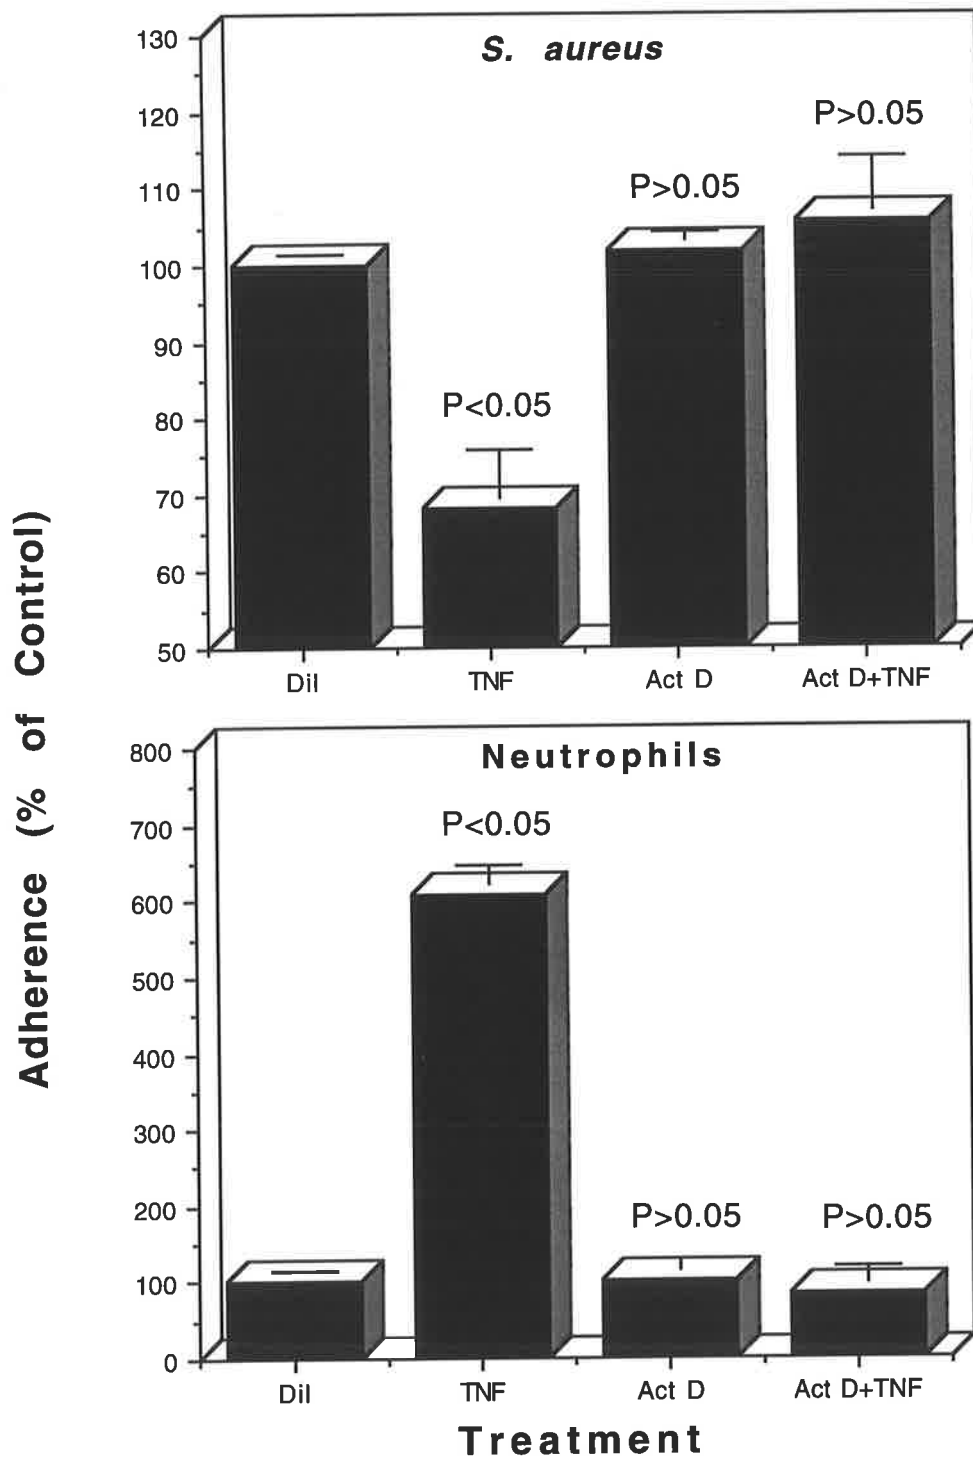 Adherence (% of Control)
S. aureus
130
120
110
100
90
80
70
60
50
P<0.05
P>0.05
P>0.05
Dil TNF Act D Act D+TNF
Neutrophils
800
700
600
500
400
300
200
100
0
P<0.05
P>0.05 P>0.05
Dil TNF Act D Act D+TNF
Treatment